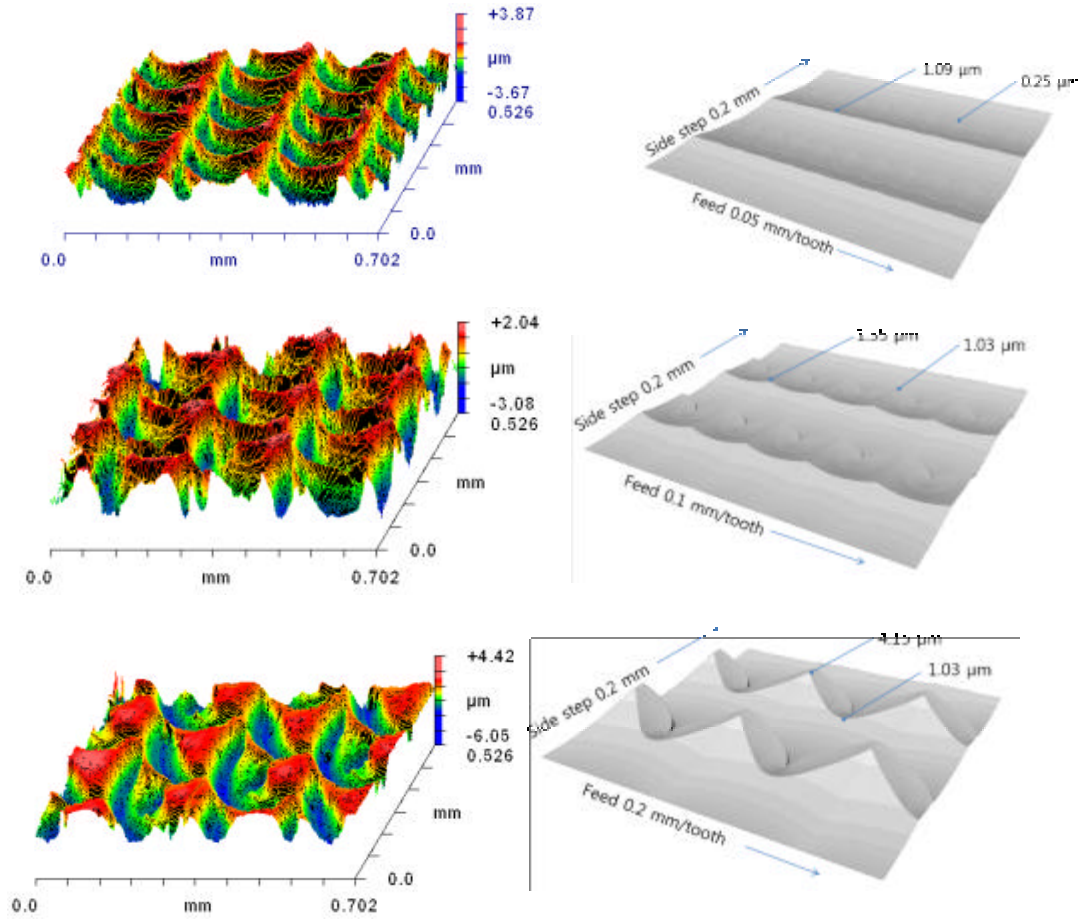 +3.87
µm
-3.67
0.526
mm
0.0
0.0
mm
0.702
1.09 µm
0.25 µm
Side step 0.2 mm
Feed 0.05 mm/tooth
+2.04
µm
-3.08
0.526
mm
0.0
0.0
mm
0.702
µm
1.03 µm
Side step 0.2 mm
Feed 0.1 mm/tooth
+4.42
µm
-6.05
0.526
mm
0.0
0.0
mm
0.702
4.15 µm
1.03 µm
Side step 0.2 mm
Feed 0.2 mm/tooth